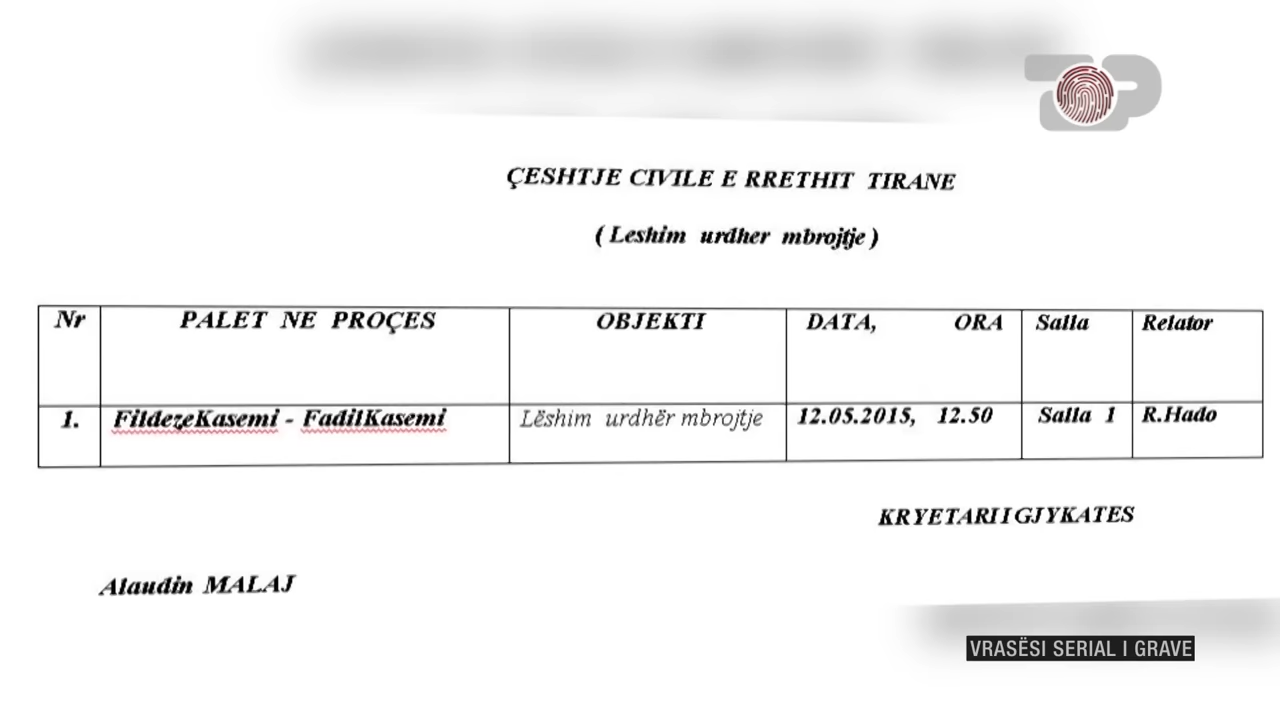 ÇESHTJE CIVILE E RRETHIT TIRANE
( Leshim urdher mbrojtje )
Nr PALET NE PROÇES OBJEKTI DATA, ORA Salla Relator
1. FildezeKasemi - FadilKasemi Lëshim urdhër mbrojtje 12.05.2015, 12.50 Salla 1 R.Hado
KRYETARI I GJYKATES
Alaudin MALAJ
VRASËSI SERIAL I GRAVE